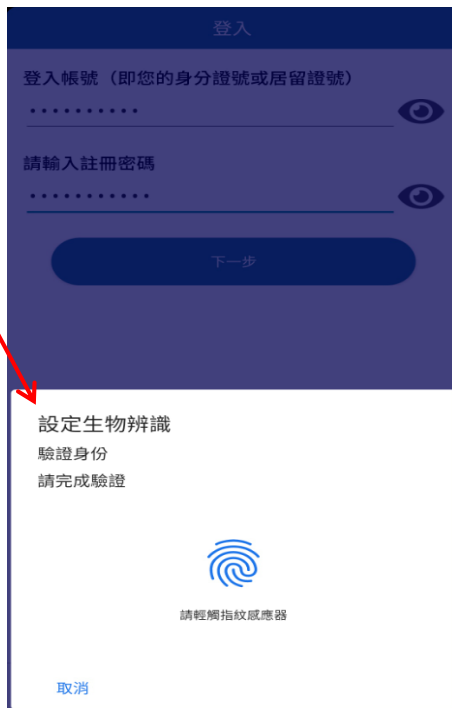 登入
登入帳號（即您的身分證號或居留證號）
••••••••••
請輸入註冊密碼
•••••••••••
下一步
設定生物辨識
驗證身份
請完成驗證
請輕觸指紋感應器
取消